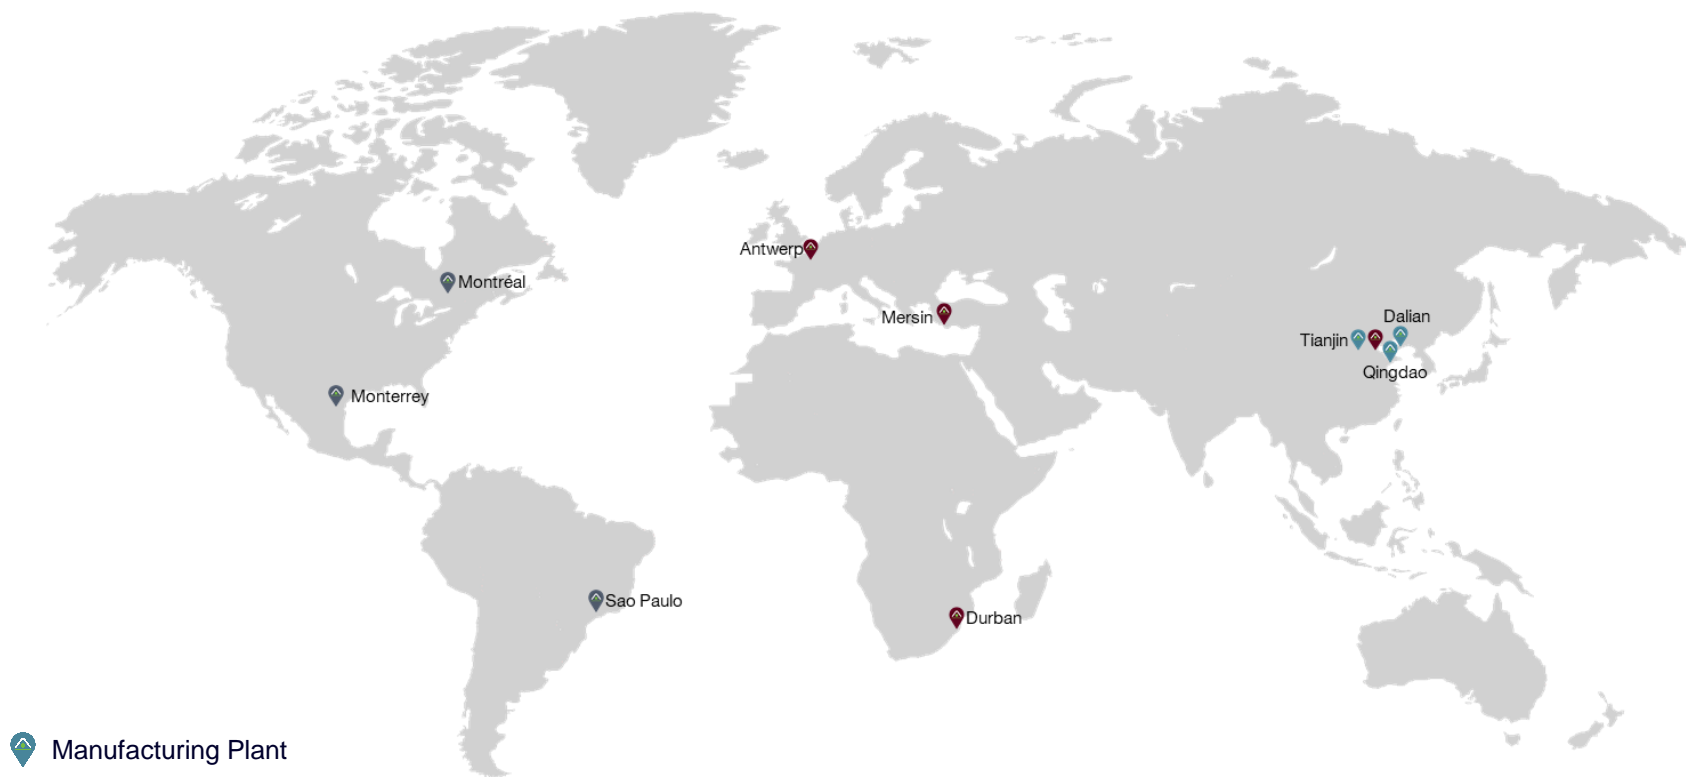 Antwerp
Montréal
Mersin
Dalian
Tianjin
Qingdao
Monterrey
Sao Paulo
Durban
Manufacturing Plant